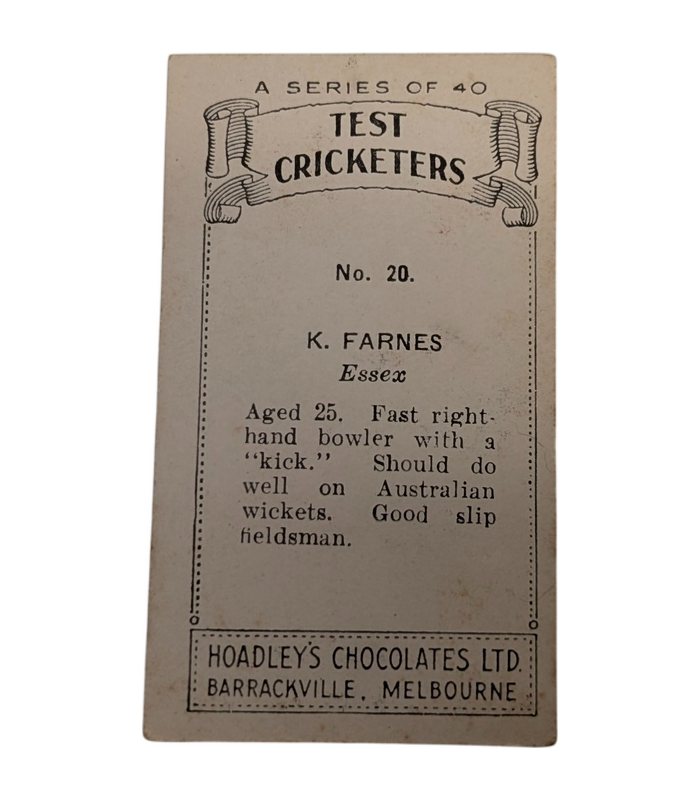 A SERIES OF 40
TEST
CRICKETERS
No. 20.
K. FARNES
Essex
Aged 25. Fast right-
hand bowler with a
"kick." Should do
well on Australian
wickets. Good slip
fieldsman.
HOADLEY'S CHOCOLATES LTD.
BARRACKVILLE, MELBOURNE